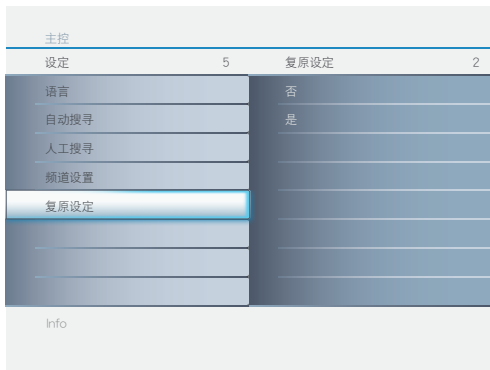 主控
设定 5 复原设定 2
语言 否
自动搜寻 是
人工搜寻
频道设置
复原设定
Info